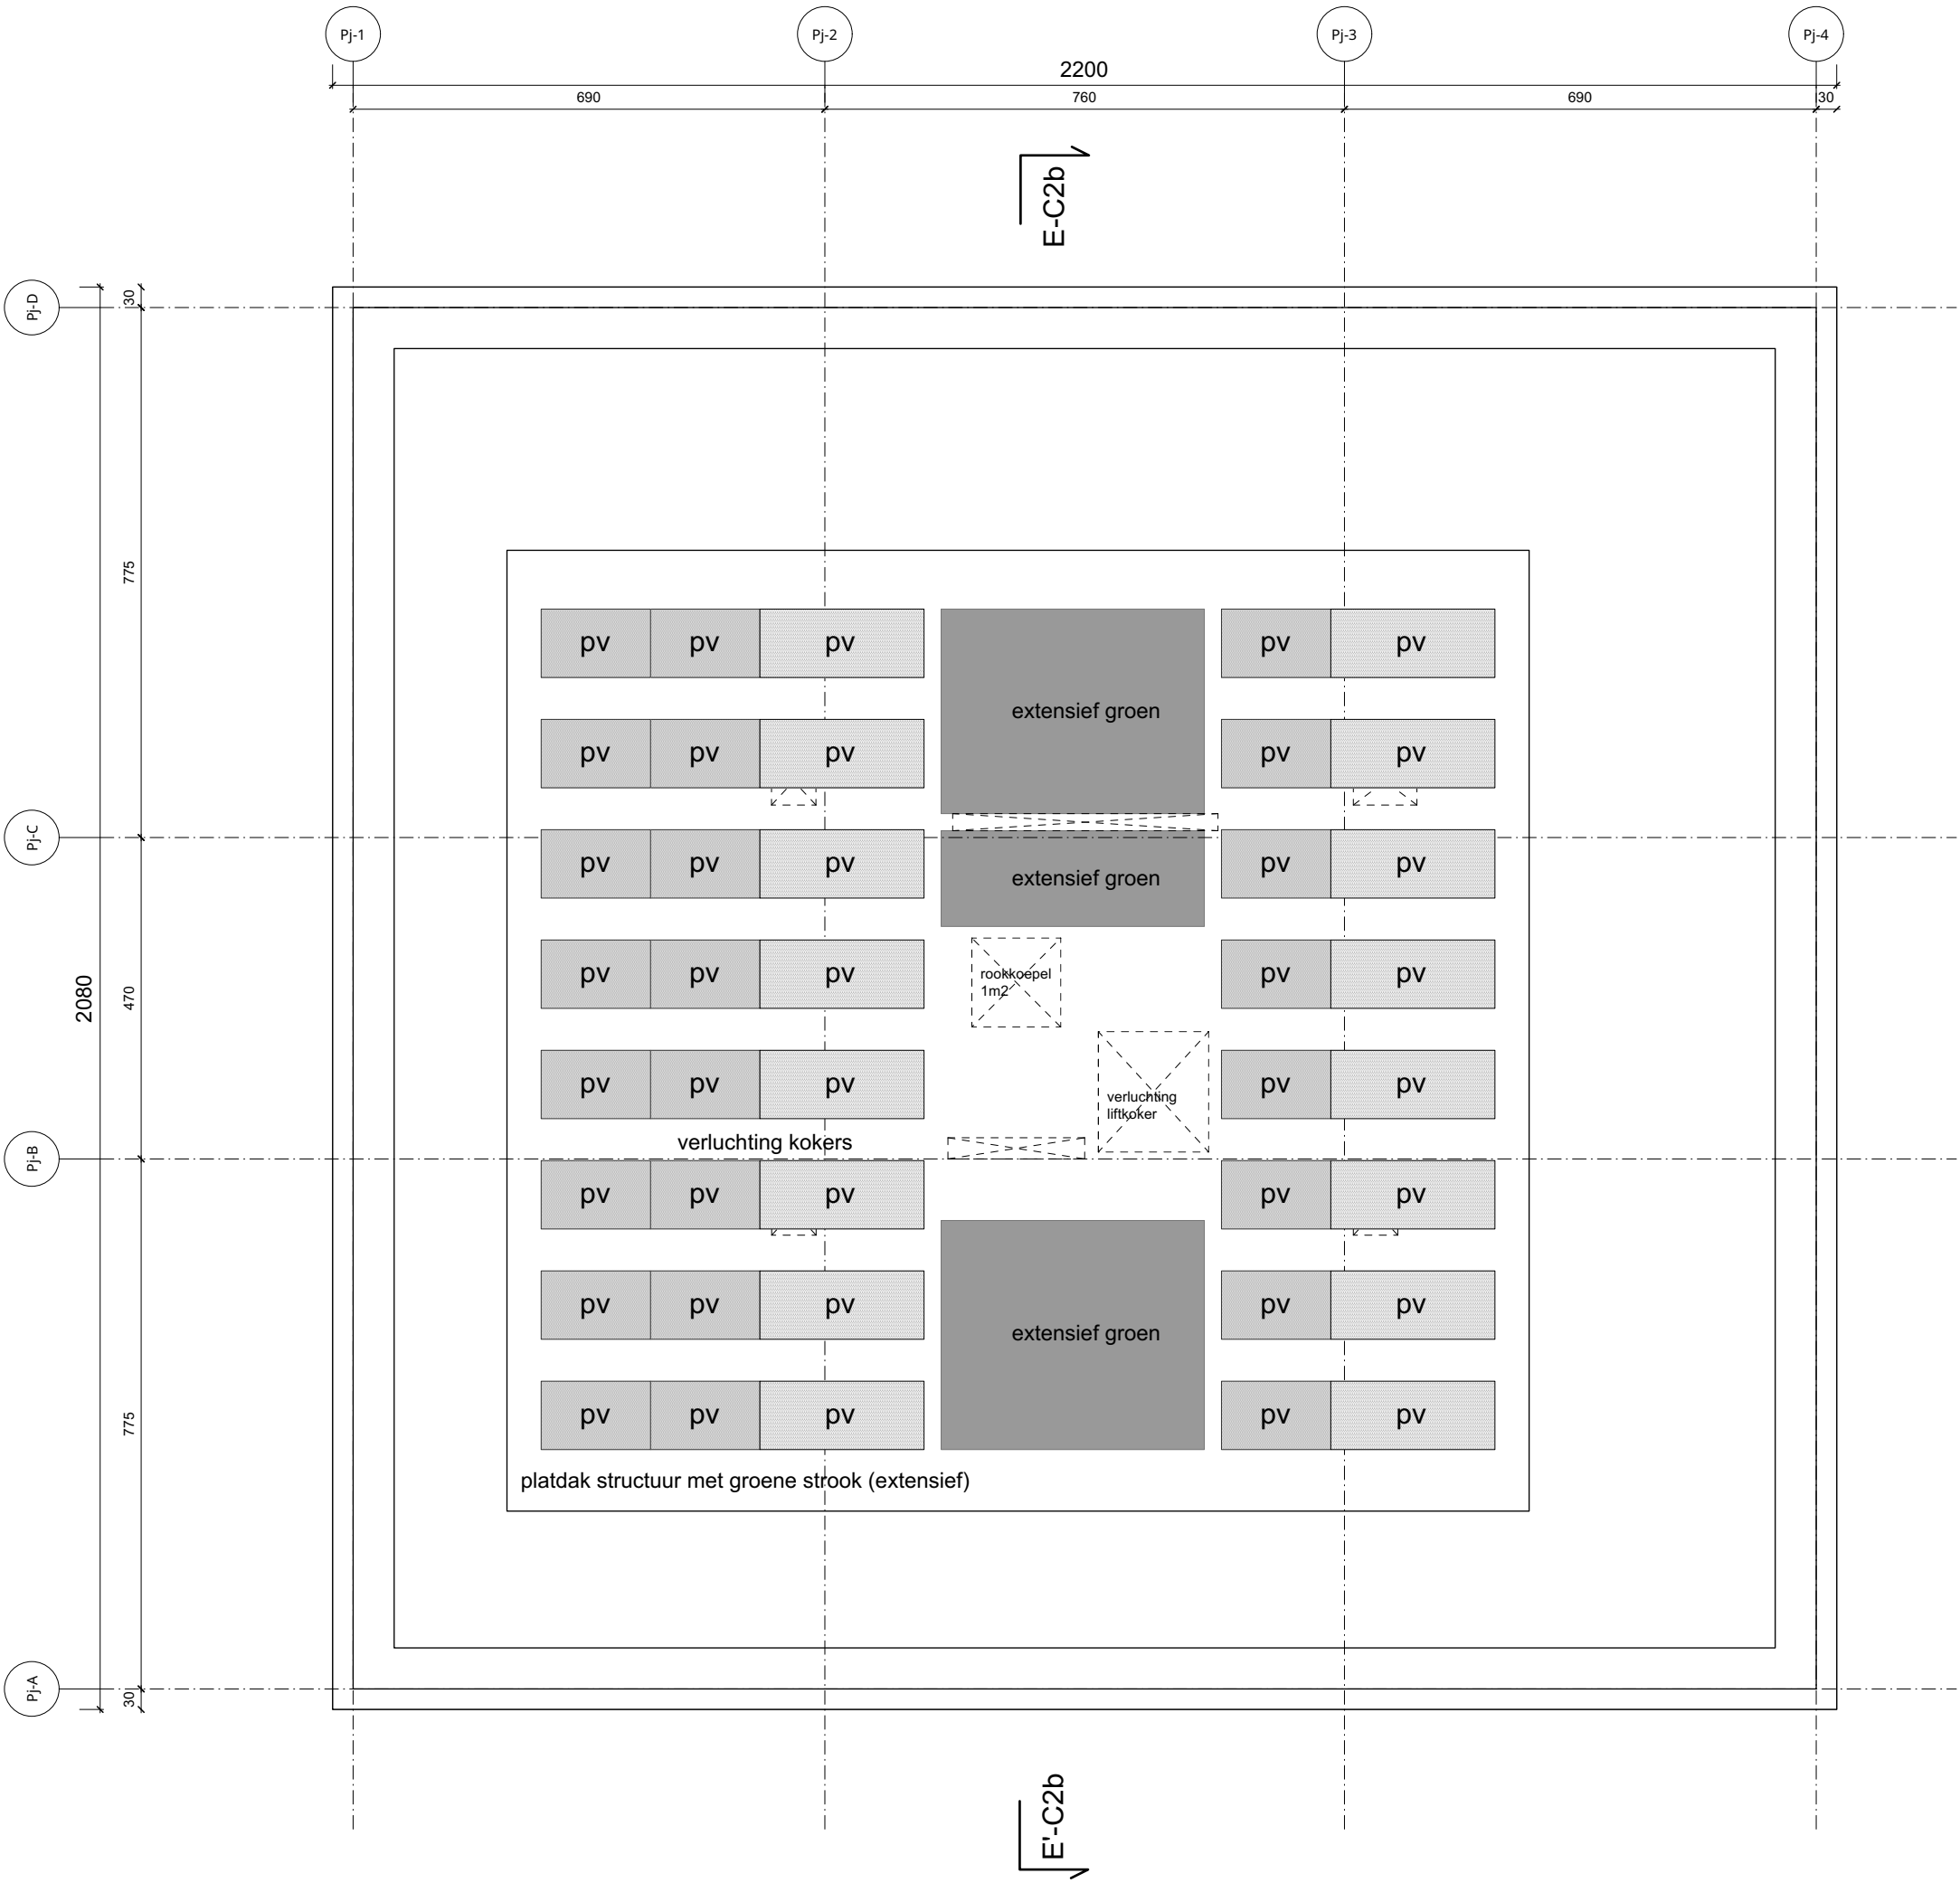 Pj-1 Pj-2 Pj-3 Pj-4
2200
690 760 690 30
E-C2b
Pj-D
30
775
pv pv pv pv pv
extensief groen
pv pv pv pv pv
Pj-C
pv pv pv pv pv
extensief groen
pv pv pv pv pv
rookkoepel
1m2
2080
470
pv pv pv pv pv
verluchting
liftkoker
verluchting kokers
Pj-B
pv pv pv pv pv
pv pv pv pv pv
extensief groen
775
pv pv pv pv pv
platdak structuur met groene strook (extensief)
Pj-A
30
E'-C2b